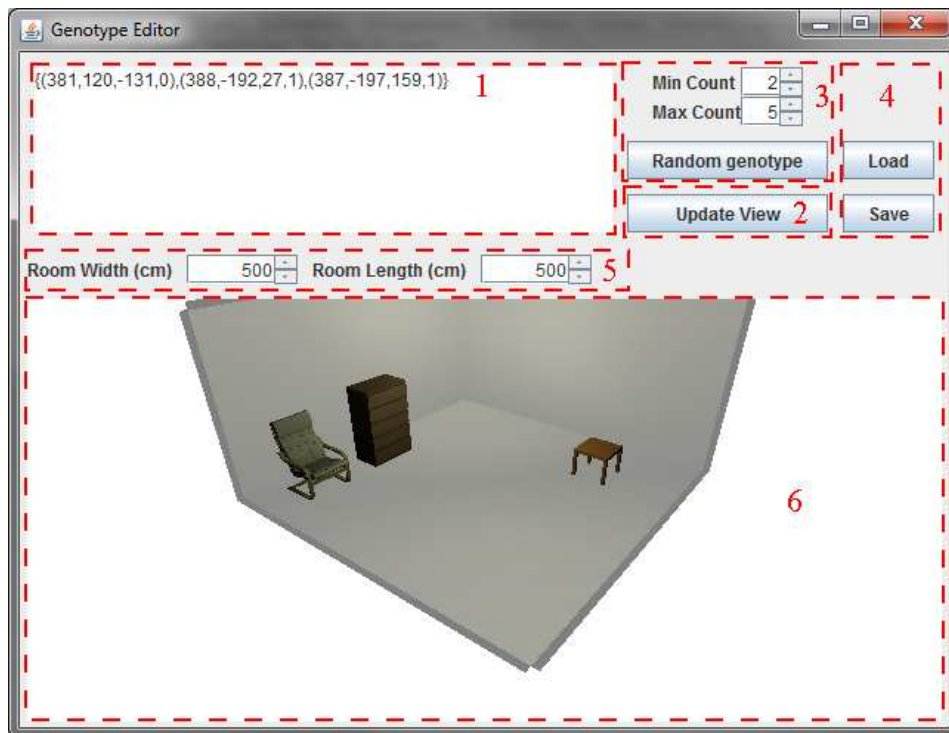 Genotype Editor
{(381,120,-131,0),(388,-192,27,1),(387,-197,159,1)}
1
Min Count 2
Max Count 5
3
4
Random genotype
Load
Update View
2
Save
Room Width (cm) 500 Room Length (cm) 500 5
6